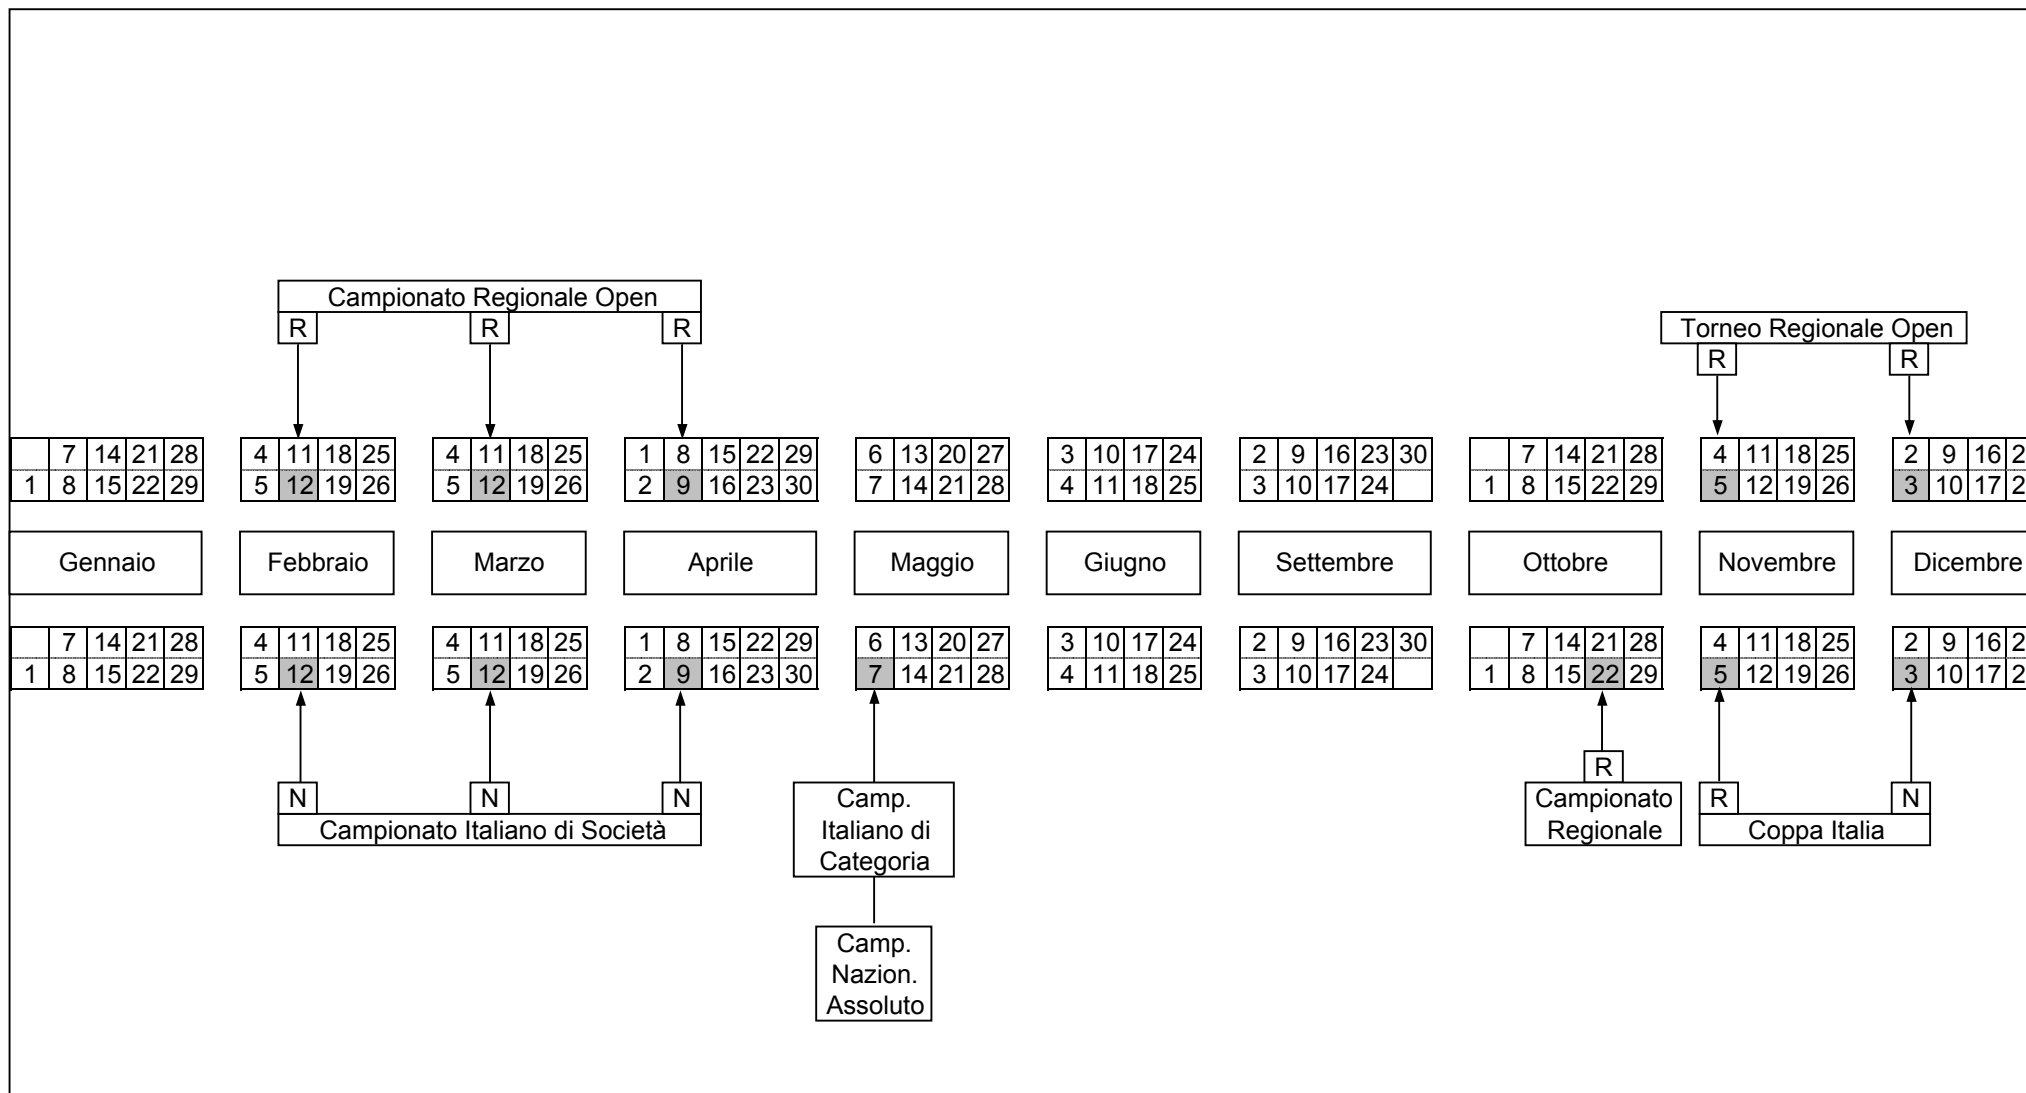 Campionato Regionale Open
R R R
Torneo Regionale Open
R R
7 14 21 28 4 11 18 25 4 11 18 25 1 8 15 22 29 6 13 20 27 3 10 17 24 2 9 16 23 30 7 14 21 28 4 11 18 25 2 9 16
1 8 15 22 29 5 12 19 26 5 12 19 26 2 9 16 23 30 7 14 21 28 4 11 18 25 3 10 17 24 1 8 15 22 29 5 12 19 26 3 10 17
Gennaio Febbraio Marzo Aprile Maggio Giugno Settembre Ottobre Novembre Dicembre
7 14 21 28 4 11 18 25 4 11 18 25 1 8 15 22 29 6 13 20 27 3 10 17 24 2 9 16 23 30 7 14 21 28 4 11 18 25 2 9 16
1 8 15 22 29 5 12 19 26 5 12 19 26 2 9 16 23 30 7 14 21 28 4 11 18 25 3 10 17 24 1 8 15 22 29 5 12 19 26 3 10 17
N N N
Campionato Italiano di Società
Camp.
Italiano di
Categoria
Camp.
Nazion.
Assoluto
R
Campionato
Regionale
R N
Coppa Italia